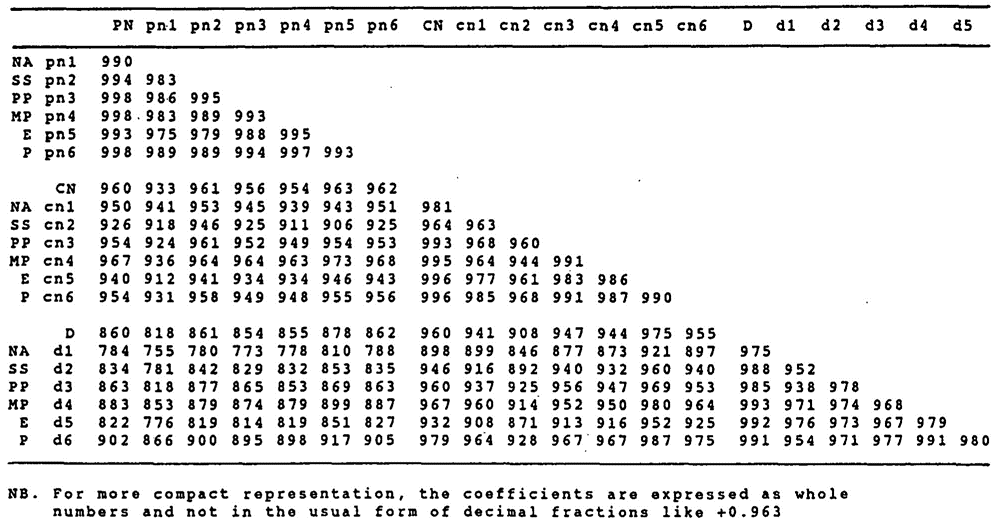 PN pn1 pn2 pn3 pn4 pn5 pn6 CN cn1 cn2 cn3 cn4 cn5 cn6 D d1 d2 d3 d4 d5
NA pn1 990
SS pn2 994 983
PP pn3 998 986 995
MP pn4 998 983 989 993
E pn5 993 975 979 988 995
P pn6 998 989 989 994 997 993
CN 960 933 961 956 954 963 962
NA cn1 950 941 953 945 939 943 951 981
SS cn2 926 918 946 925 911 906 925 964 963
PP cn3 954 924 961 952 949 954 953 993 968 960
MP cn4 967 936 964 964 963 973 968 995 964 944 991
E cn5 940 912 941 934 934 946 943 996 977 961 983 986
P cn6 954 931 958 949 948 955 956 996 985 968 991 987 990
D 860 818 861 854 855 878 862 960 941 908 947 944 975 955
NA d1 784 755 780 773 778 810 788 898 899 846 877 873 921 897 975
SS d2 834 781 842 829 832 853 835 946 916 892 940 932 960 940 988 952
PP d3 863 818 877 865 853 869 863 960 937 925 956 947 969 953 985 938 978
MP d4 883 853 879 874 879 899 887 967 960 914 952 950 980 964 993 971 974 968
E d5 822 776 819 814 819 851 827 932 908 871 913 916 952 925 992 976 973 967 979
P d6 902 866 900 895 898 917 905 979 964 928 967 967 987 975 991 954 971 977 991 980
NB. For more compact representation, the coefficients are expressed as whole
numbers and not in the usual form of decimal fractions like +0.963